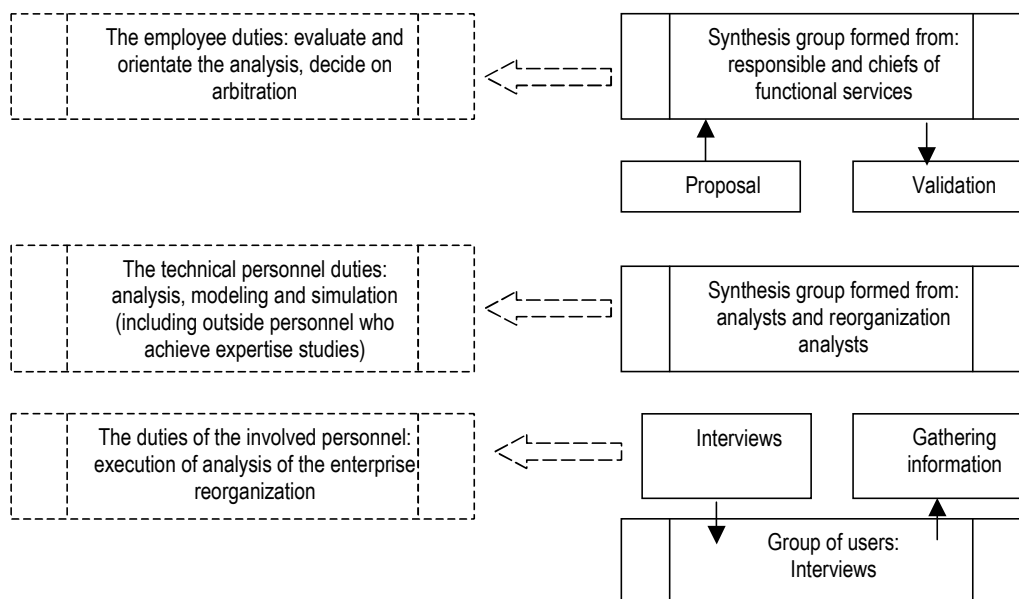 The employee duties: evaluate and
orientate the analysis, decide on
arbitration
Synthesis group formed from:
responsible and chiefs of
functional services
Proposal
Validation
The technical personnel duties:
analysis, modeling and simulation
(including outside personnel who
achieve expertise studies)
Synthesis group formed from:
analysts and reorganization
analysts
The duties of the involved personnel:
execution of analysis of the enterprise
reorganization
Interviews
Gathering
information
Group of users:
Interviews